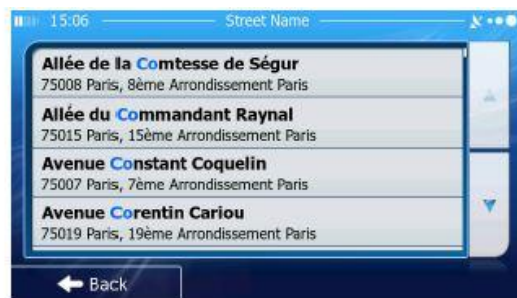 15:06
Street Name
Allée de la Comtesse de Ségur
75008 Paris, 8ème Arrondissement Paris
Allée du Commandant Raynal
75015 Paris, 15ème Arrondissement Paris
Avenue Constant Coquelin
75007 Paris, 7ème Arrondissement Paris
Avenue Corentin Cariou
75019 Paris, 19ème Arrondissement Paris
Back